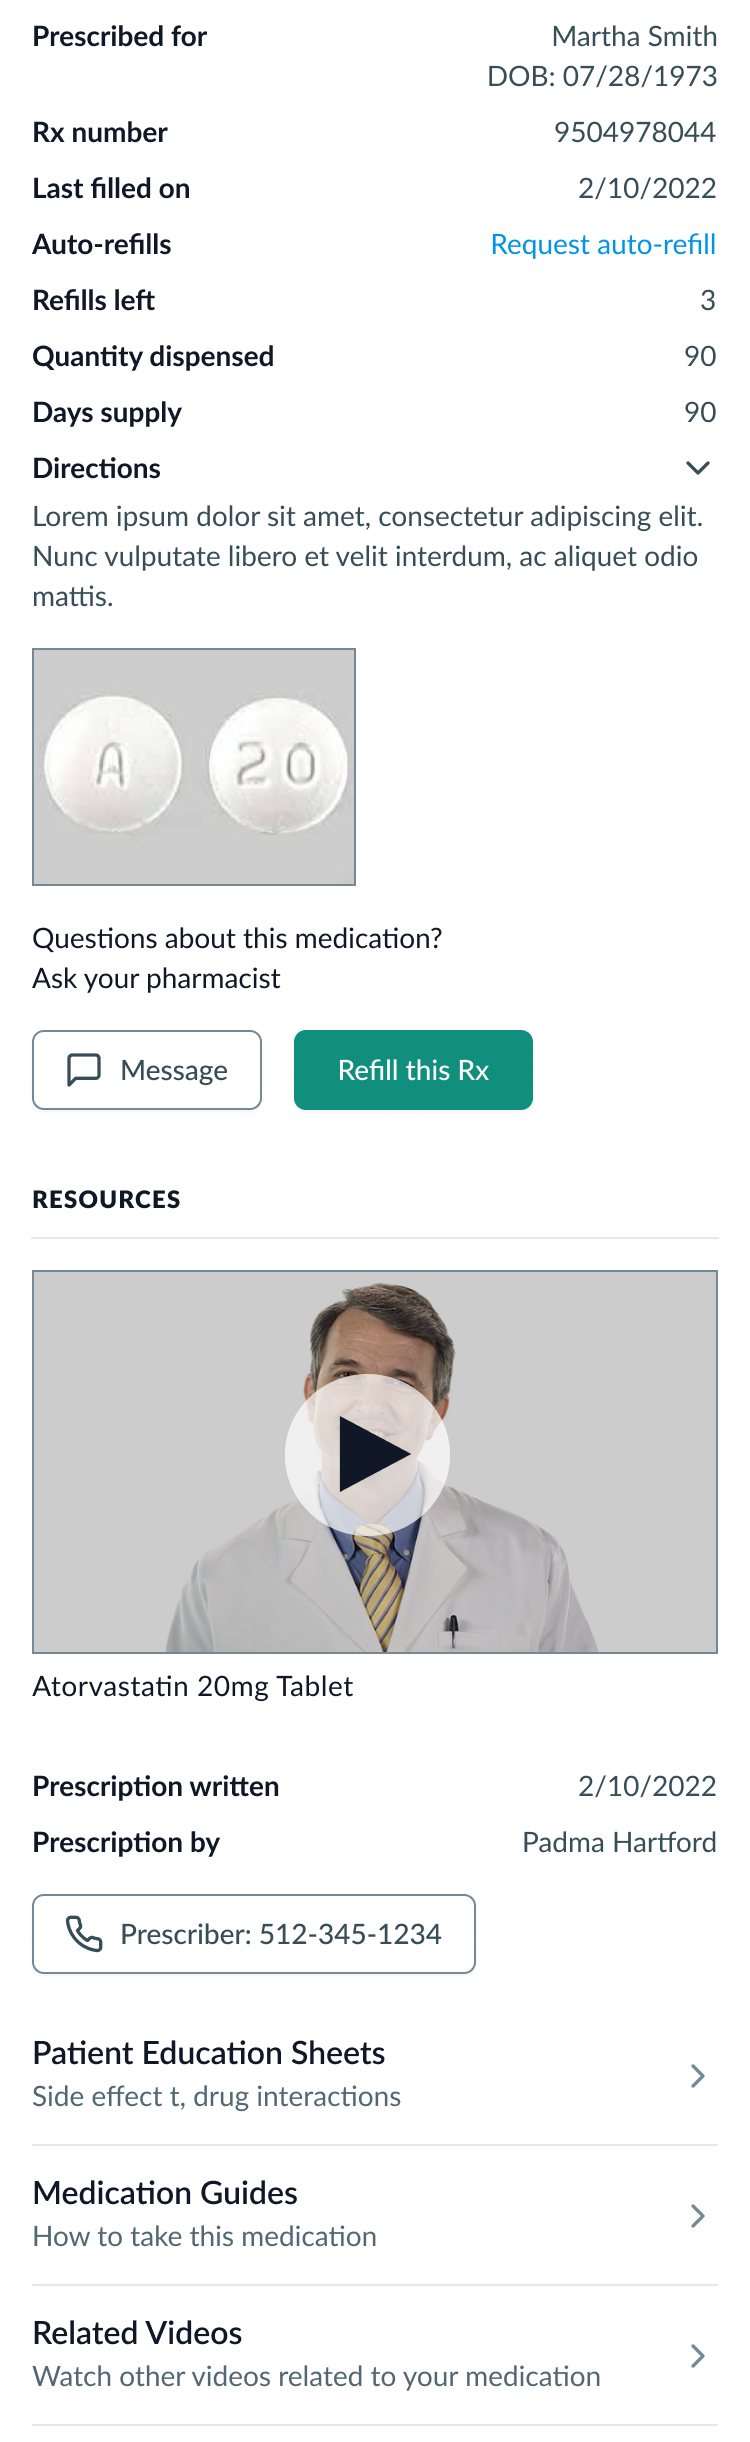 Prescribed for Martha Smith
DOB: 07/28/1973
Rx number 9504978044
Last filled on 2/10/2022
Auto-refills Request auto-refill
Refills left 3
Quantity dispensed 90
Days supply 90
Directions
Lorem ipsum dolor sit amet, consectetur adipiscing elit.
Nunc vulputate libero et velit interdum, ac aliquet odio
mattis.
A 20
Questions about this medication?
Ask your pharmacist
Message Refill this Rx
RESOURCES
Atorvastatin 20mg Tablet
Prescription written 2/10/2022
Prescription by Padma Hartford
Prescriber: 512-345-1234
Patient Education Sheets
Side effect t, drug interactions
Medication Guides
How to take this medication
Related Videos
Watch other videos related to your medication